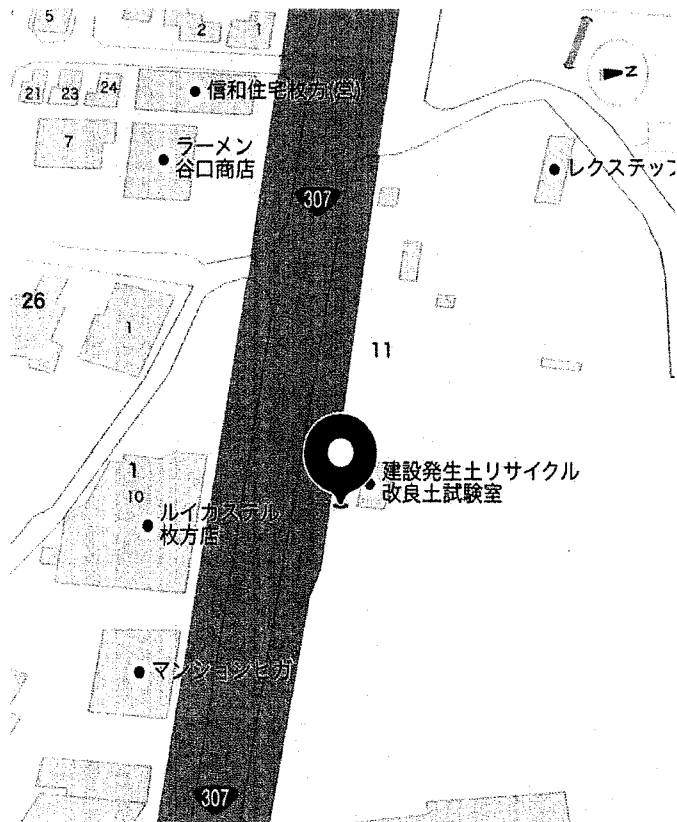 5
2
1
N
21
23
24
信和住宅枚方(営)
7
ラーメン
谷口商店
レクステップ
307
26
1
11
1
10
建設発生土リサイクル
改良土試験室
ルイガステル
枚方店
マンションヒガ
307